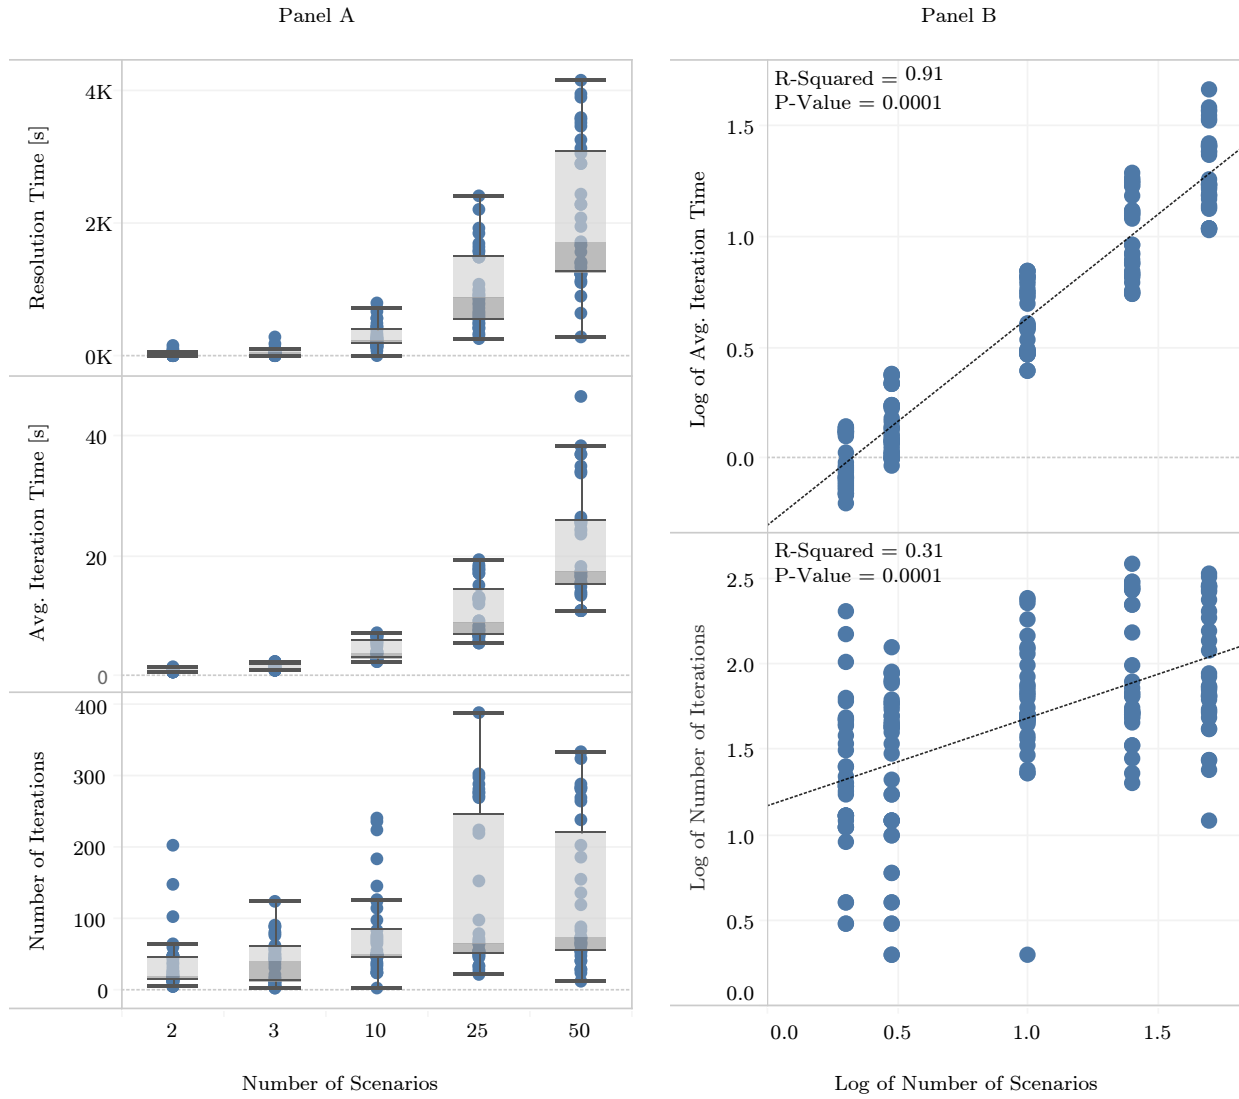 Panel A
Resolution Time [s]
4K
2K
0K
Avg. Iteration Time [s]
40
20
0
Number of Iterations
400
300
200
100
0
2 3 10 25 50
Number of Scenarios
Panel B
R-Squared = 0.91
P-Value = 0.0001
Log of Avg. Iteration Time
1.5
1.0
0.5
0.0
R-Squared = 0.31
P-Value = 0.0001
Log of Number of Iterations
2.5
2.0
1.5
1.0
0.5
0.0
0.0 0.5 1.0 1.5
Log of Number of Scenarios